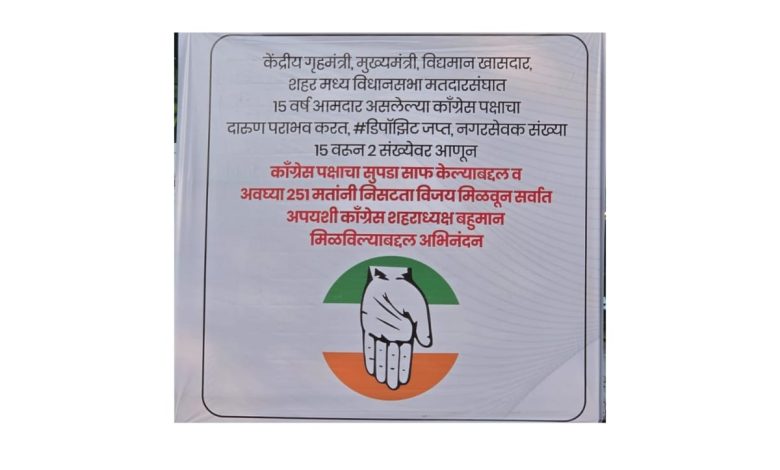 केंद्रीय गृहमंत्री, मुख्यमंत्री, विद्यमान खासदार,
शहर मध्य विधानसभा मतदारसंघात
15 वर्ष आमदार असलेल्या काँग्रेस पक्षाचा
दारुण पराभव करत, #डिपॉझिट जप्त, नगरसेवक संख्या
15 वरून 2 संख्येवर आणून
काँग्रेस पक्षाचा सुपडा साफ केल्याबद्दल व
अवघ्या 251 मतांनी निसटता विजय मिळवून सर्वात
अपयशी काँग्रेस शहराध्यक्ष बहुमान
मिळविल्याबद्दल अभिनंदन